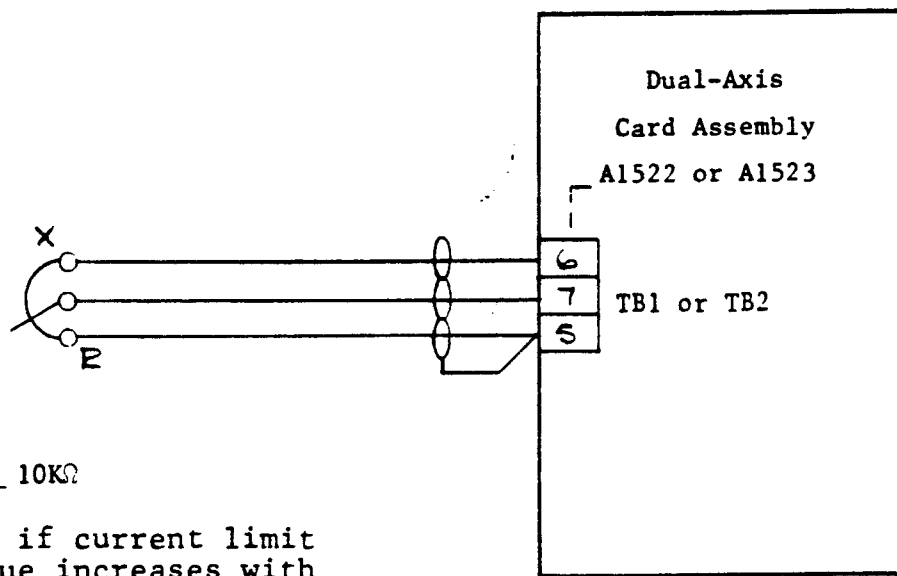 Dual-Axis
Card Assembly
A1522 or A1523
X
6
7
TB1 or TB2
5
10KΩ
if current limit
increases with